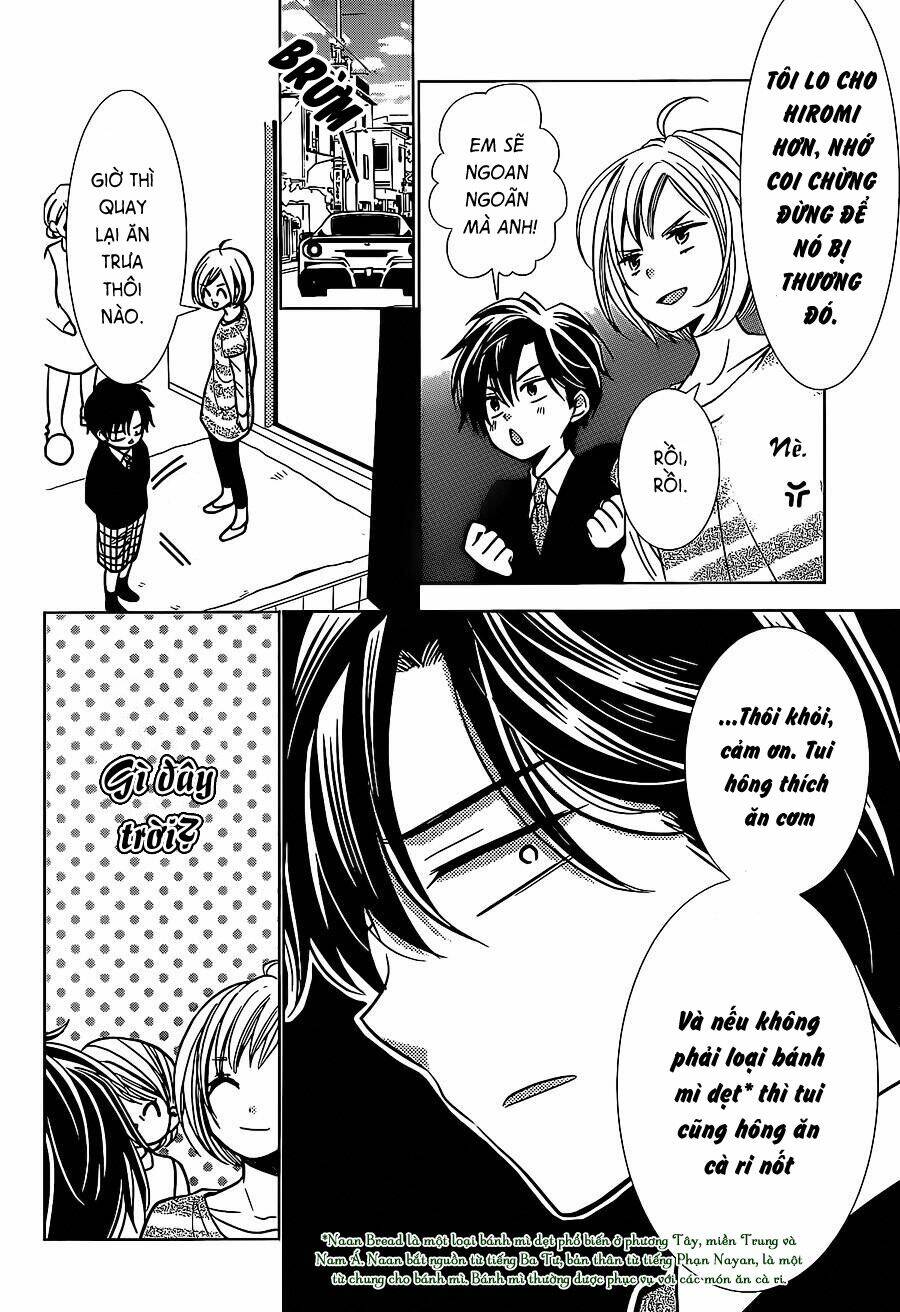 TÔI LO CHO
HIROMI
HƠN, NHỚ
COI CHỪNG
ĐỪNG ĐỂ
NÓ BỊ
THƯƠNG
ĐÓ.
EM SẼ
NGOAN
NGOÃN
MÀ ANH!
RỒI,
RỒI.
Nè.
BRỪM
GIỜ THÌ
QUAY
LẠI ĂN
TRƯA
THÔI
NÀO.
...Thôi khỏi,
cảm ơn. Tui
hông thích
ăn cơm
Và nếu không
phải loại bánh
mì dẹt* thì tui
cũng hông ăn
cà ri nốt
Gì đây
trời?
*Naan Bread là một loại bánh mì dẹt phổ biến ở phương Tây, miền Trung và
Nam Á. Naan bắt nguồn từ tiếng Ba Tư, bản thân từ tiếng Phạn Nayan, là một
từ chung cho bánh mì. Bánh mì thường được phục vụ với các món ăn cà ri.